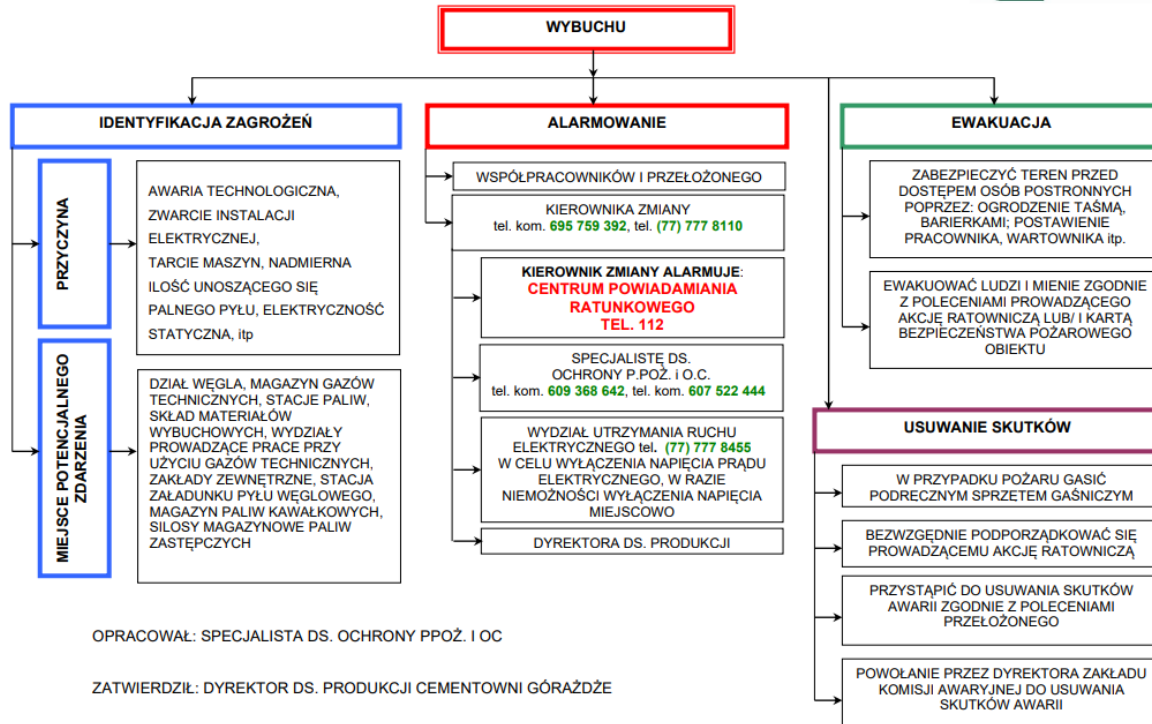 WYBUCHU
IDENTYFIKACJA ZAGROŻEŃ
PRZYCZYNA
AWARIA TECHNOLOGICZNA,
ZWARCIE INSTALACJI
ELEKTRYCZNEJ,
TARCIE MASZYN, NADMIERNA
ILOŚĆ UNOSZĄCEGO SIĘ
PALNEGO PYŁU, ELEKTRYCZNOŚĆ
STATYCZNA, itp
MIEJSCE POTENCJALNEGO
ZDARZENIA
DZIAŁ WĘGLA, MAGAZYN GAZÓW
TECHNICZNYCH, STACJE PALIW,
SKŁAD MATERIAŁÓW
WYBUCHOWYCH, WYDZIAŁY
PROWADZĄCE PRACE PRZY
UŻYCIU GAZÓW TECHNICZNYCH,
ZAKŁADY ZEWNĘTRZNE, STACJA
ZAŁADUNKU PYŁU WĘGLOWEGO,
MAGAZYN PALIW KAWAŁKOWYCH,
SILOSY MAGAZYNOWE PALIW
ZASTĘPCZYCH
ALARMOWANIE
WSPÓŁPRACOWNIKÓW I PRZEŁOŻONEGO
KIEROWNIKA ZMIANY
tel. kom. 695 759 392, tel. (77) 777 8110
KIEROWNIK ZMIANY ALARMUJE:
CENTRUM POWIADAMIANIA
RATUNKOWEGO
TEL. 112
SPECJALISTĘ DS.
OCHRONY P.POŻ. i O.C.
tel. kom. 609 368 642, tel. kom. 607 522 444
WYDZIAŁ UTRZYMANIA RUCHU
ELEKTRYCZNEGO tel. (77) 777 8455
W CELU WYŁĄCZENIA NAPIĘCIA PRĄDU
ELEKTRYCZNEGO, W RAZIE
NIEMOŻNOŚCI WYŁĄCZENIA NAPIĘCIA
MIEJSCOWO
DYREKTORA DS. PRODUKCJI
EWAKUACJA
ZABEZPIECZYĆ TEREN PRZED
DOSTĘPEM OSÓB POSTRONNYCH
POPRZEZ: OGRODZENIE TAŚMĄ,
BARIERKAMI; POSTAWIENIE
PRACOWNIKA, WARTOWNIKA itp.
EWAKUOWAĆ LUDZI I MIENIE ZGODNIE
Z POLECENIAMI PROWADZĄCEGO
AKCJĘ RATOWNICZĄ LUB/ I KARTĄ
BEZPIECZEŃSTWA POŻAROWEGO
OBIEKTU
USUWANIE SKUTKÓW
W PRZYPADKU POŻARU GASIĆ
PODRECZNYM SPRZETEM GAŚNICZYM
BEZWZGĘDNIE PODPORZĄDKOWAĆ SIĘ
PROWADZĄCEMU AKCJĘ RATOWNICZĄ
PRZYSTĄPIĆ DO USUWANIA SKUTKÓW
AWARII ZGODNIE Z POLECENIAMI
PRZEŁOŻONEGO
POWOŁANIE PRZEZ DYREKTORA ZAKŁADU
KOMISJI AWARYJNEJ DO USUWANIA
SKUTKÓW AWARII
OPRACOWAŁ: SPECJALISTA DS. OCHRONY PPOŻ. I OC
ZATWIERDZIŁ: DYREKTOR DS. PRODUKCJI CEMENTOWNI GÓRAŻDŻE